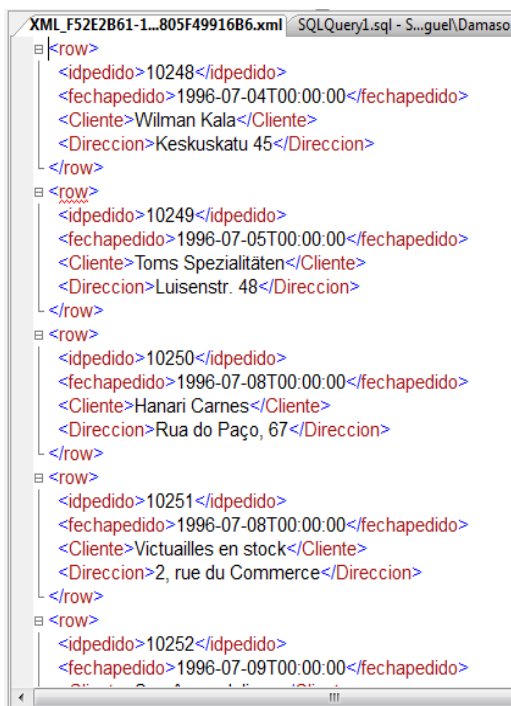 XML_F52E2B61-1...805F49916B6.xml SQLQuery1.sql - S...guel\Damaso
<row>
<idpedido>10248</idpedido>
<fechapedido>1996-07-04T00:00:00</fechapedido>
<Cliente>Wilman Kala</Cliente>
<Direccion>Keskuskatu 45</Direccion>
</row>
<row>
<idpedido>10249</idpedido>
<fechapedido>1996-07-05T00:00:00</fechapedido>
<Cliente>Toms Spezialitäten</Cliente>
<Direccion>Luisenstr. 48</Direccion>
</row>
<row>
<idpedido>10250</idpedido>
<fechapedido>1996-07-08T00:00:00</fechapedido>
<Cliente>Hanari Carnes</Cliente>
<Direccion>Rua do Paço, 67</Direccion>
</row>
<row>
<idpedido>10251</idpedido>
<fechapedido>1996-07-08T00:00:00</fechapedido>
<Cliente>Victuailles en stock</Cliente>
<Direccion>2, rue du Commerce</Direccion>
</row>
<row>
<idpedido>10252</idpedido>
<fechapedido>1996-07-09T00:00:00</fechapedido>